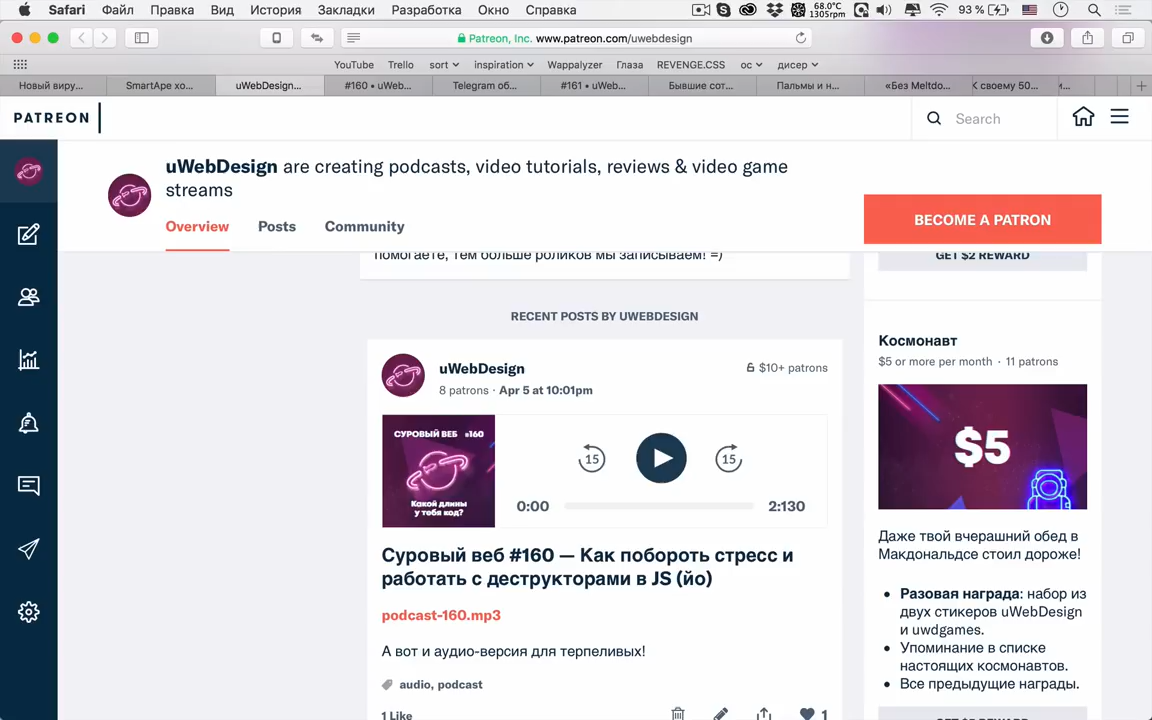 Safari Файл Правка Вид История Закладки Разработка Окно Справка 68.0°C 1305rpm 93 %
Patreon, Inc. www.patreon.com/uwebdesign
YouTube Trello sort inspiration Wappalyzer Глаза REVENGE.CSS ос дисер
Новый виру... SmartApe хо... uWebDesign... #160 • uWeb... Telegram об... #161 • uWeb... Бывшие сот... Пальмы и н... «Без Meltdo... К своему 50... и...
PATREON
Search
uWebDesign are creating podcasts, video tutorials, reviews & video game
streams
Overview Posts Community
BECOME A PATRON
помогаете, тем больше роликов мы записываем! =)
GET $2 REWARD
RECENT POSTS BY UWEBDESIGN
uWebDesign
$10+ patrons
8 patrons · Apr 5 at 10:01pm
СУРОВЫЙ ВЕБ #160
Какой длины
у тебя код?
15 15
0:00 2:130
Суровый веб #160 — Как побороть стресс и
работать с деструкторами в JS (йо)
podcast-160.mp3
А вот и аудио-версия для терпеливых!
audio, podcast
1 Like
1
Космонавт
$5 or more per month · 11 patrons
$5
Даже твой вчерашний обед в
Макдональдсе стоил дороже!
• Разовая награда: набор из
двух стикеров uWebDesign
и uwdgames.
• Упоминание в списке
настоящих космонавтов.
• Все предыдущие награды.